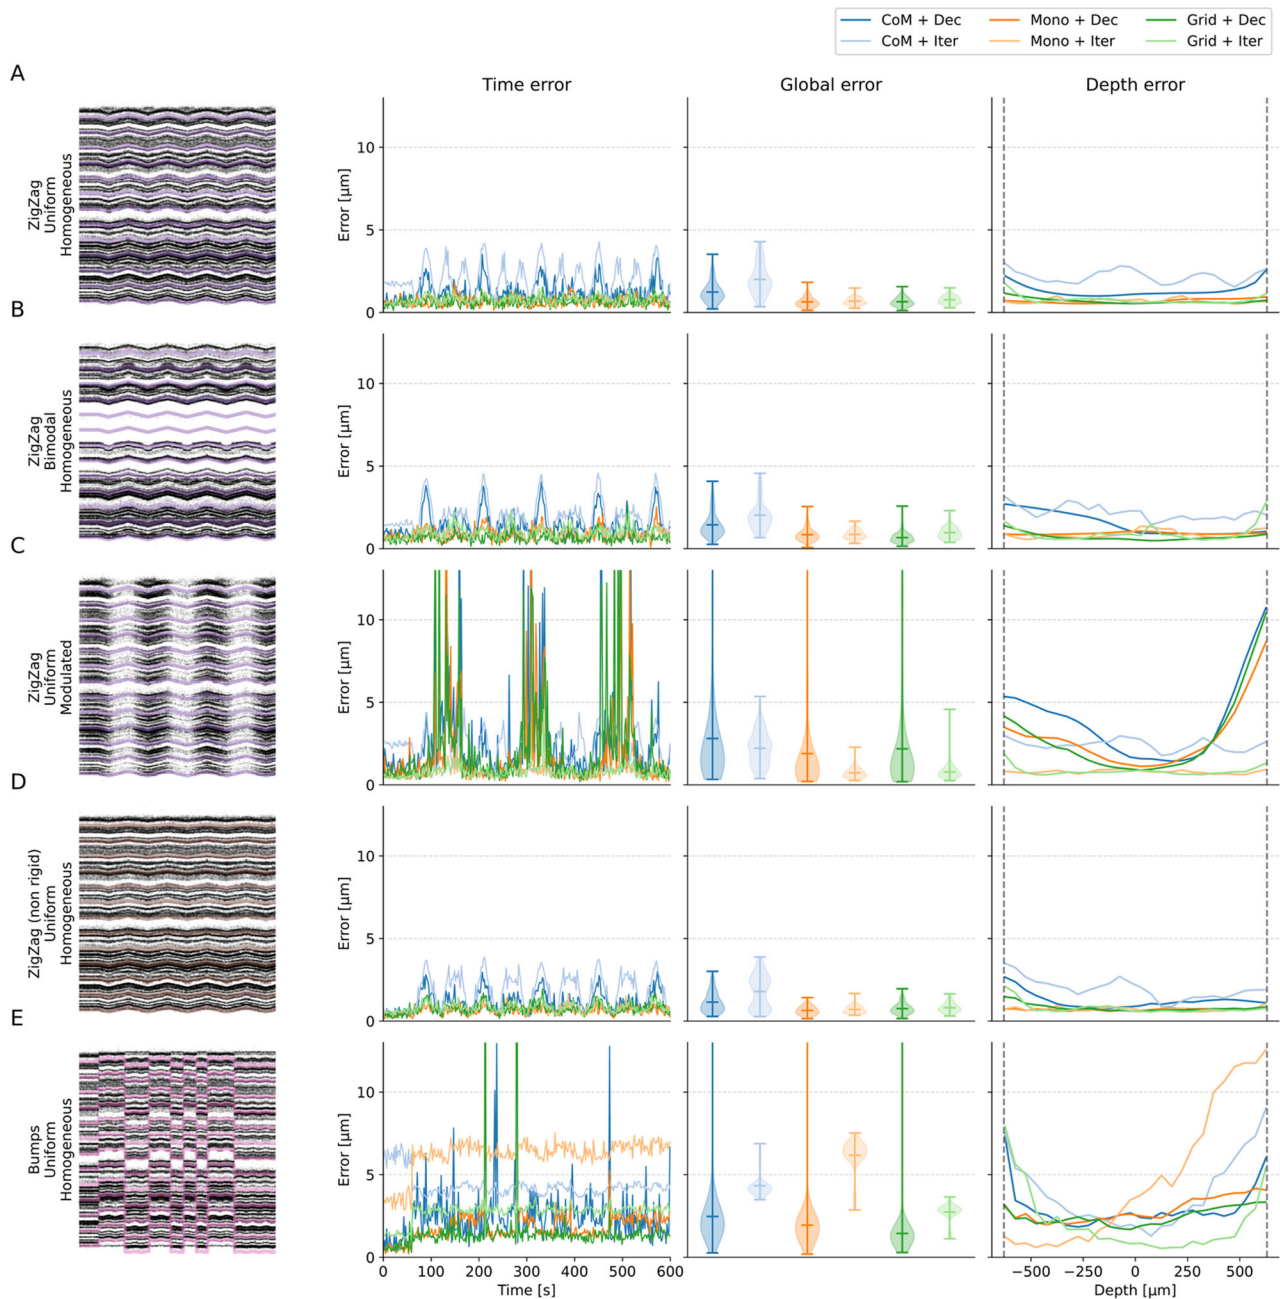 CoM + Dec Mono + Dec Grid + Dec
CoM + Iter Mono + Iter Grid + Iter
A
Time error Global error Depth error
ZigZag
Uniform
Homogeneous
Error [μm]
10
5
0
B
ZigZag
Bimodal
Homogeneous
Error [μm]
10
5
0
C
ZigZag
Uniform
Modulated
Error [μm]
10
5
0
D
ZigZag (non rigid)
Uniform
Homogeneous
Error [μm]
10
5
0
E
Bumps
Uniform
Homogeneous
Error [μm]
10
5
0
0 100 200 300 400 500 600
Time [s]
−500 −250 0 250 500
Depth [μm]